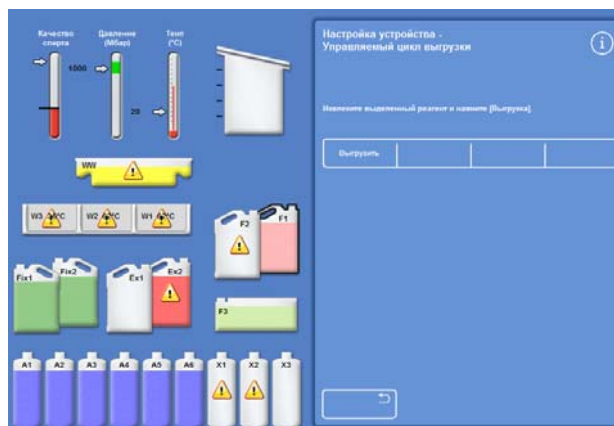 Качество
спирта
Давление
(Мбар)
Темп
(°C)
1000
20
WW
W3
°C
W2
°C
W1
°C
F2
F1
Fix1
Fix2
Ex1
Ex2
F3
A1
A2
A3
A4
A5
A6
X1
X2
X3
Настройка устройства -
Управляемый цикл выгрузки
i
Извлеките выделенный реагент и нажмите [Выгрузка].
Выгрузить